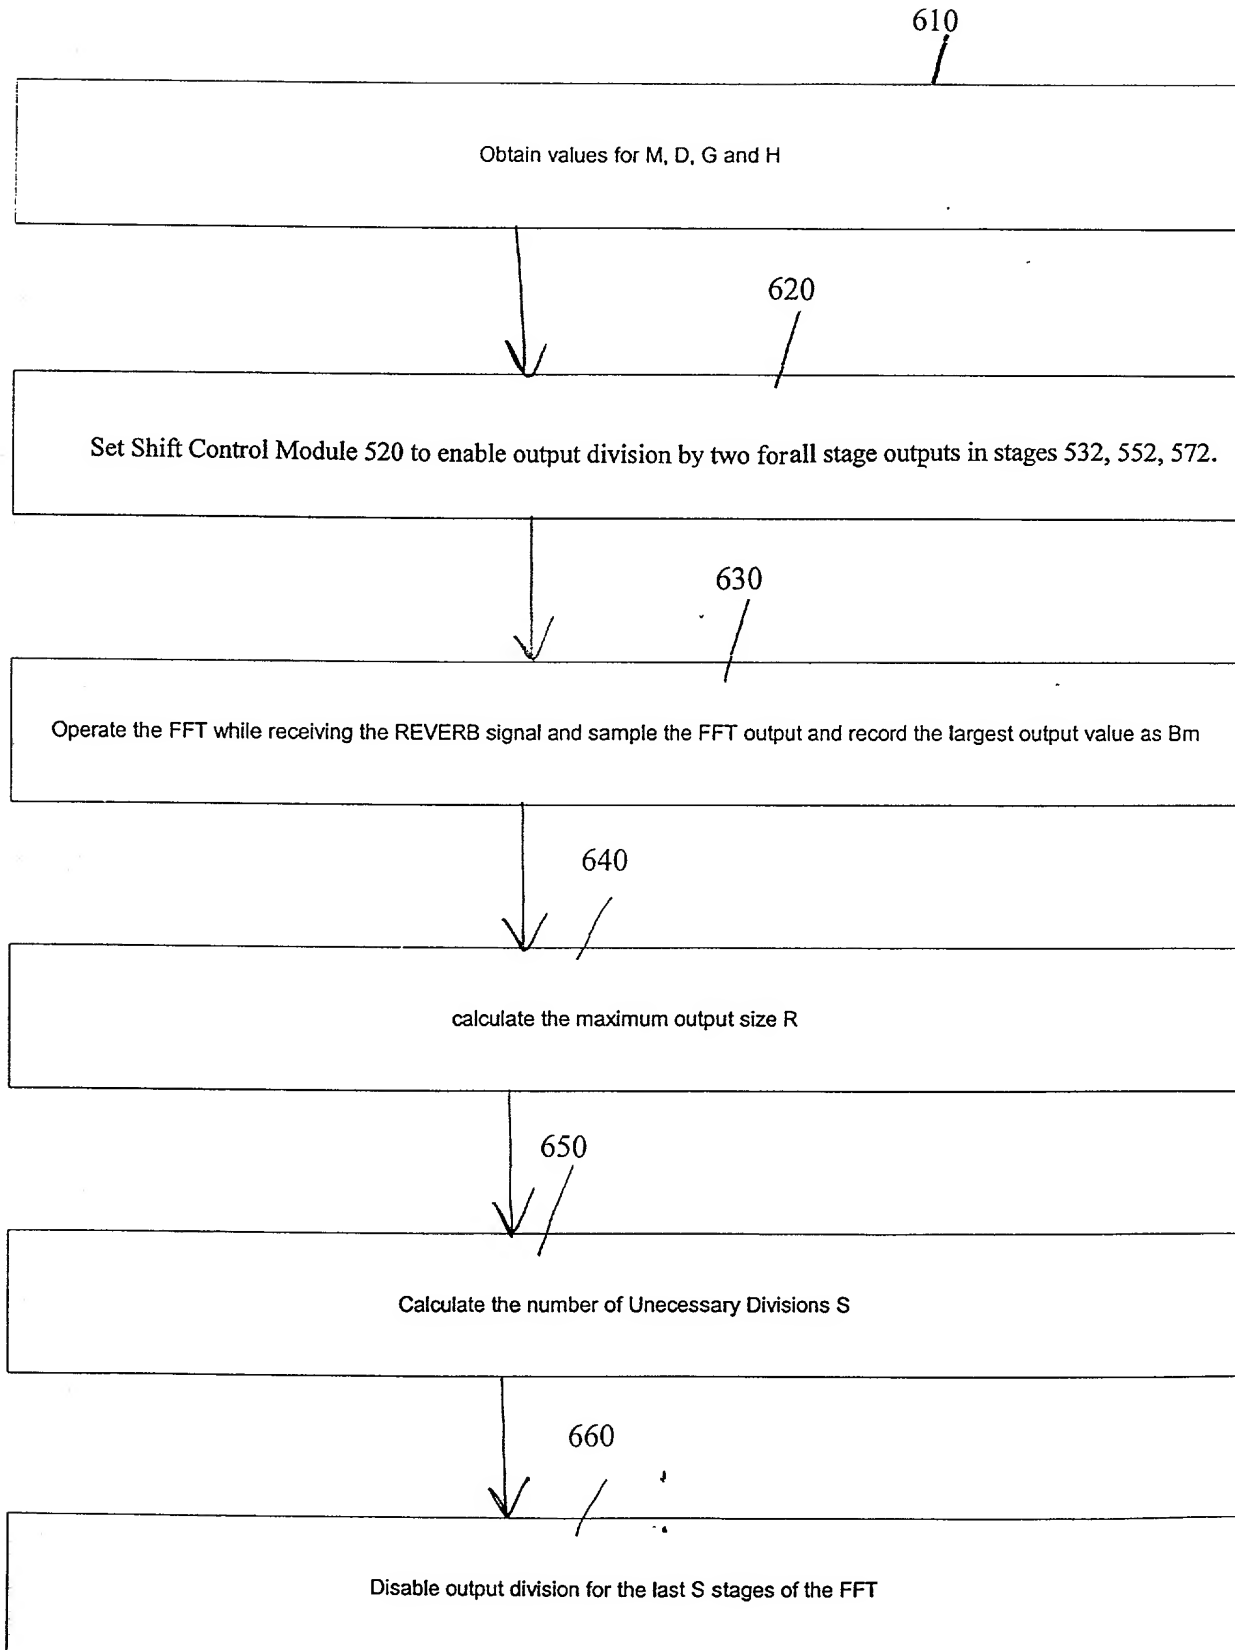 610
Obtain values for M, D, G and H
620
Set Shift Control Module 520 to enable output division by two forall stage outputs in stages 532, 552, 572.
630
Operate the FFT while receiving the REVERB signal and sample the FFT output and record the largest output value as Bm
640
calculate the maximum output size R
650
Calculate the number of Unecessary Divisions S
660
Disable output division for the last S stages of the FFT